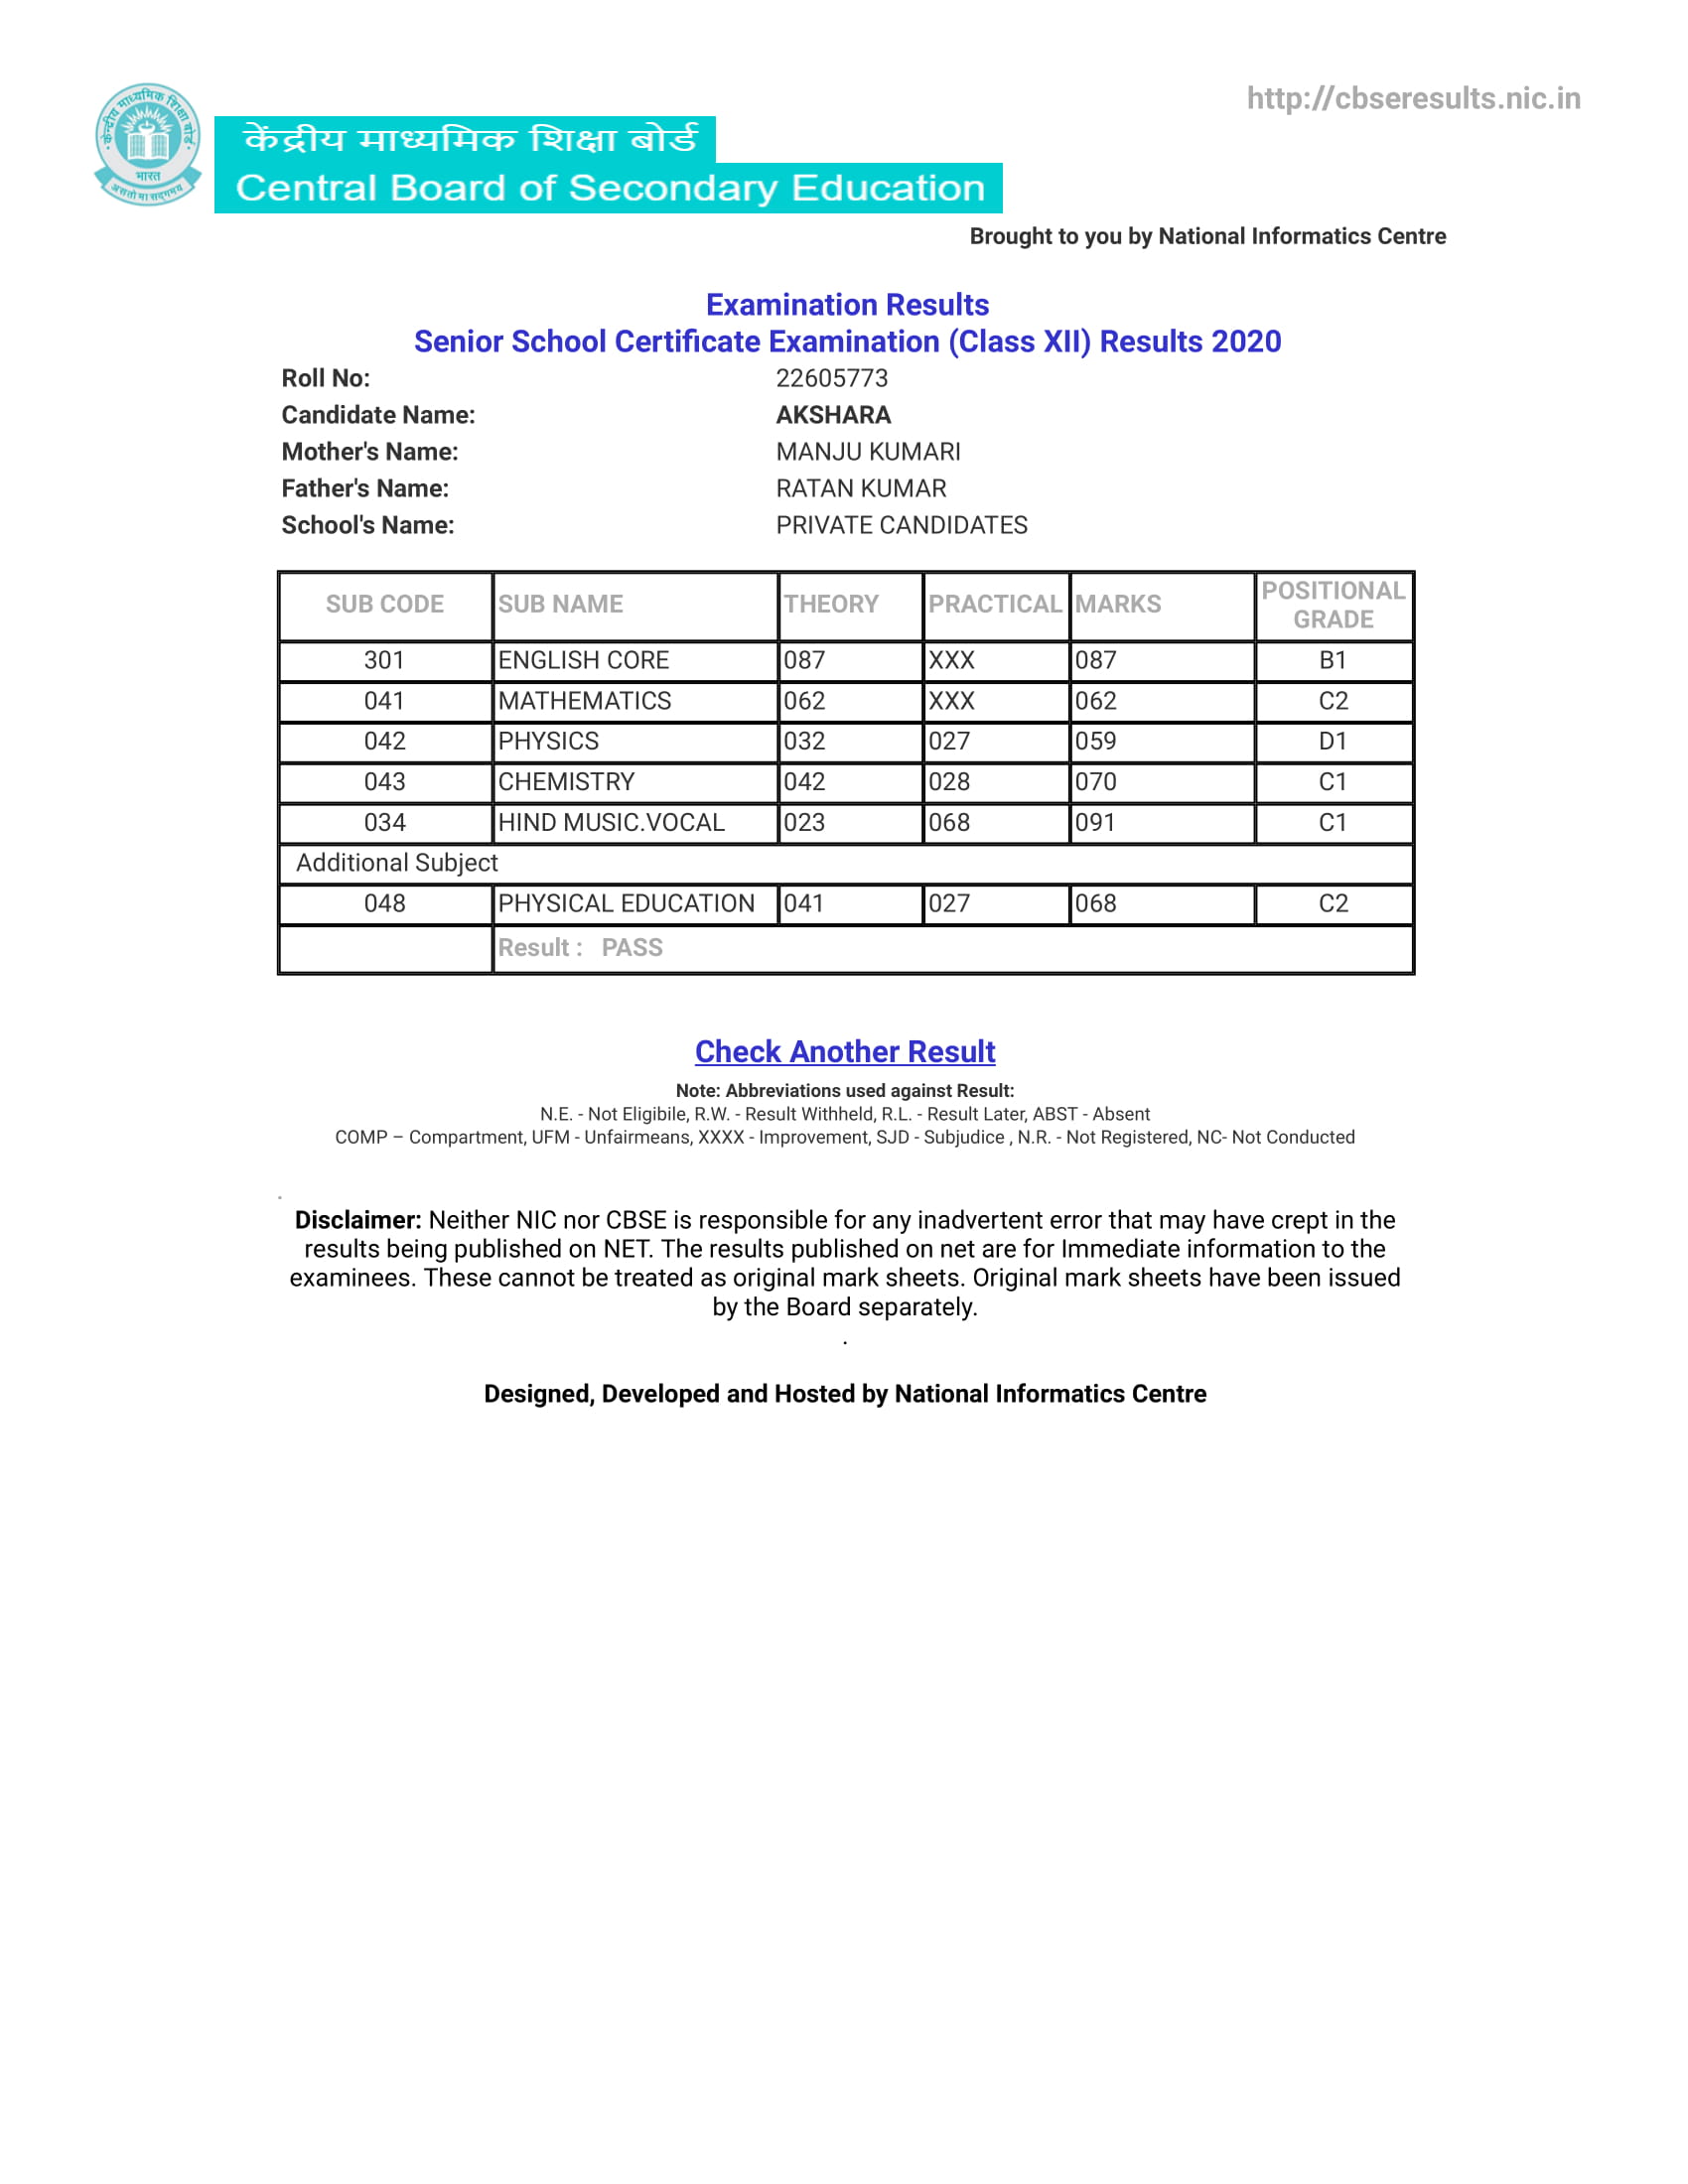 http://cbseresults.nic.in
केन्द्रीय माध्यमिक शिक्षा बोर्ड
भारत
असतो मा सद्गमय
केंद्रीय माध्यमिक शिक्षा बोर्ड
Central Board of Secondary Education
Brought to you by National Informatics Centre
Examination Results
Senior School Certificate Examination (Class XII) Results 2020
Roll No: 22605773
Candidate Name: AKSHARA
Mother's Name: MANJU KUMARI
Father's Name: RATAN KUMAR
School's Name: PRIVATE CANDIDATES
SUB CODE SUB NAME THEORY PRACTICAL MARKS POSITIONAL GRADE
301 ENGLISH CORE 087 XXX 087 B1
041 MATHEMATICS 062 XXX 062 C2
042 PHYSICS 032 027 059 D1
043 CHEMISTRY 042 028 070 C1
034 HIND MUSIC.VOCAL 023 068 091 C1
Additional Subject
048 PHYSICAL EDUCATION 041 027 068 C2
Result : PASS
Check Another Result
Note: Abbreviations used against Result:
N.E. - Not Eligibile, R.W. - Result Withheld, R.L. - Result Later, ABST - Absent
COMP – Compartment, UFM - Unfairmeans, XXXX - Improvement, SJD - Subjudice , N.R. - Not Registered, NC- Not Conducted
.
Disclaimer: Neither NIC nor CBSE is responsible for any inadvertent error that may have crept in the
results being published on NET. The results published on net are for Immediate information to the
examinees. These cannot be treated as original mark sheets. Original mark sheets have been issued
by the Board separately.
.
Designed, Developed and Hosted by National Informatics Centre